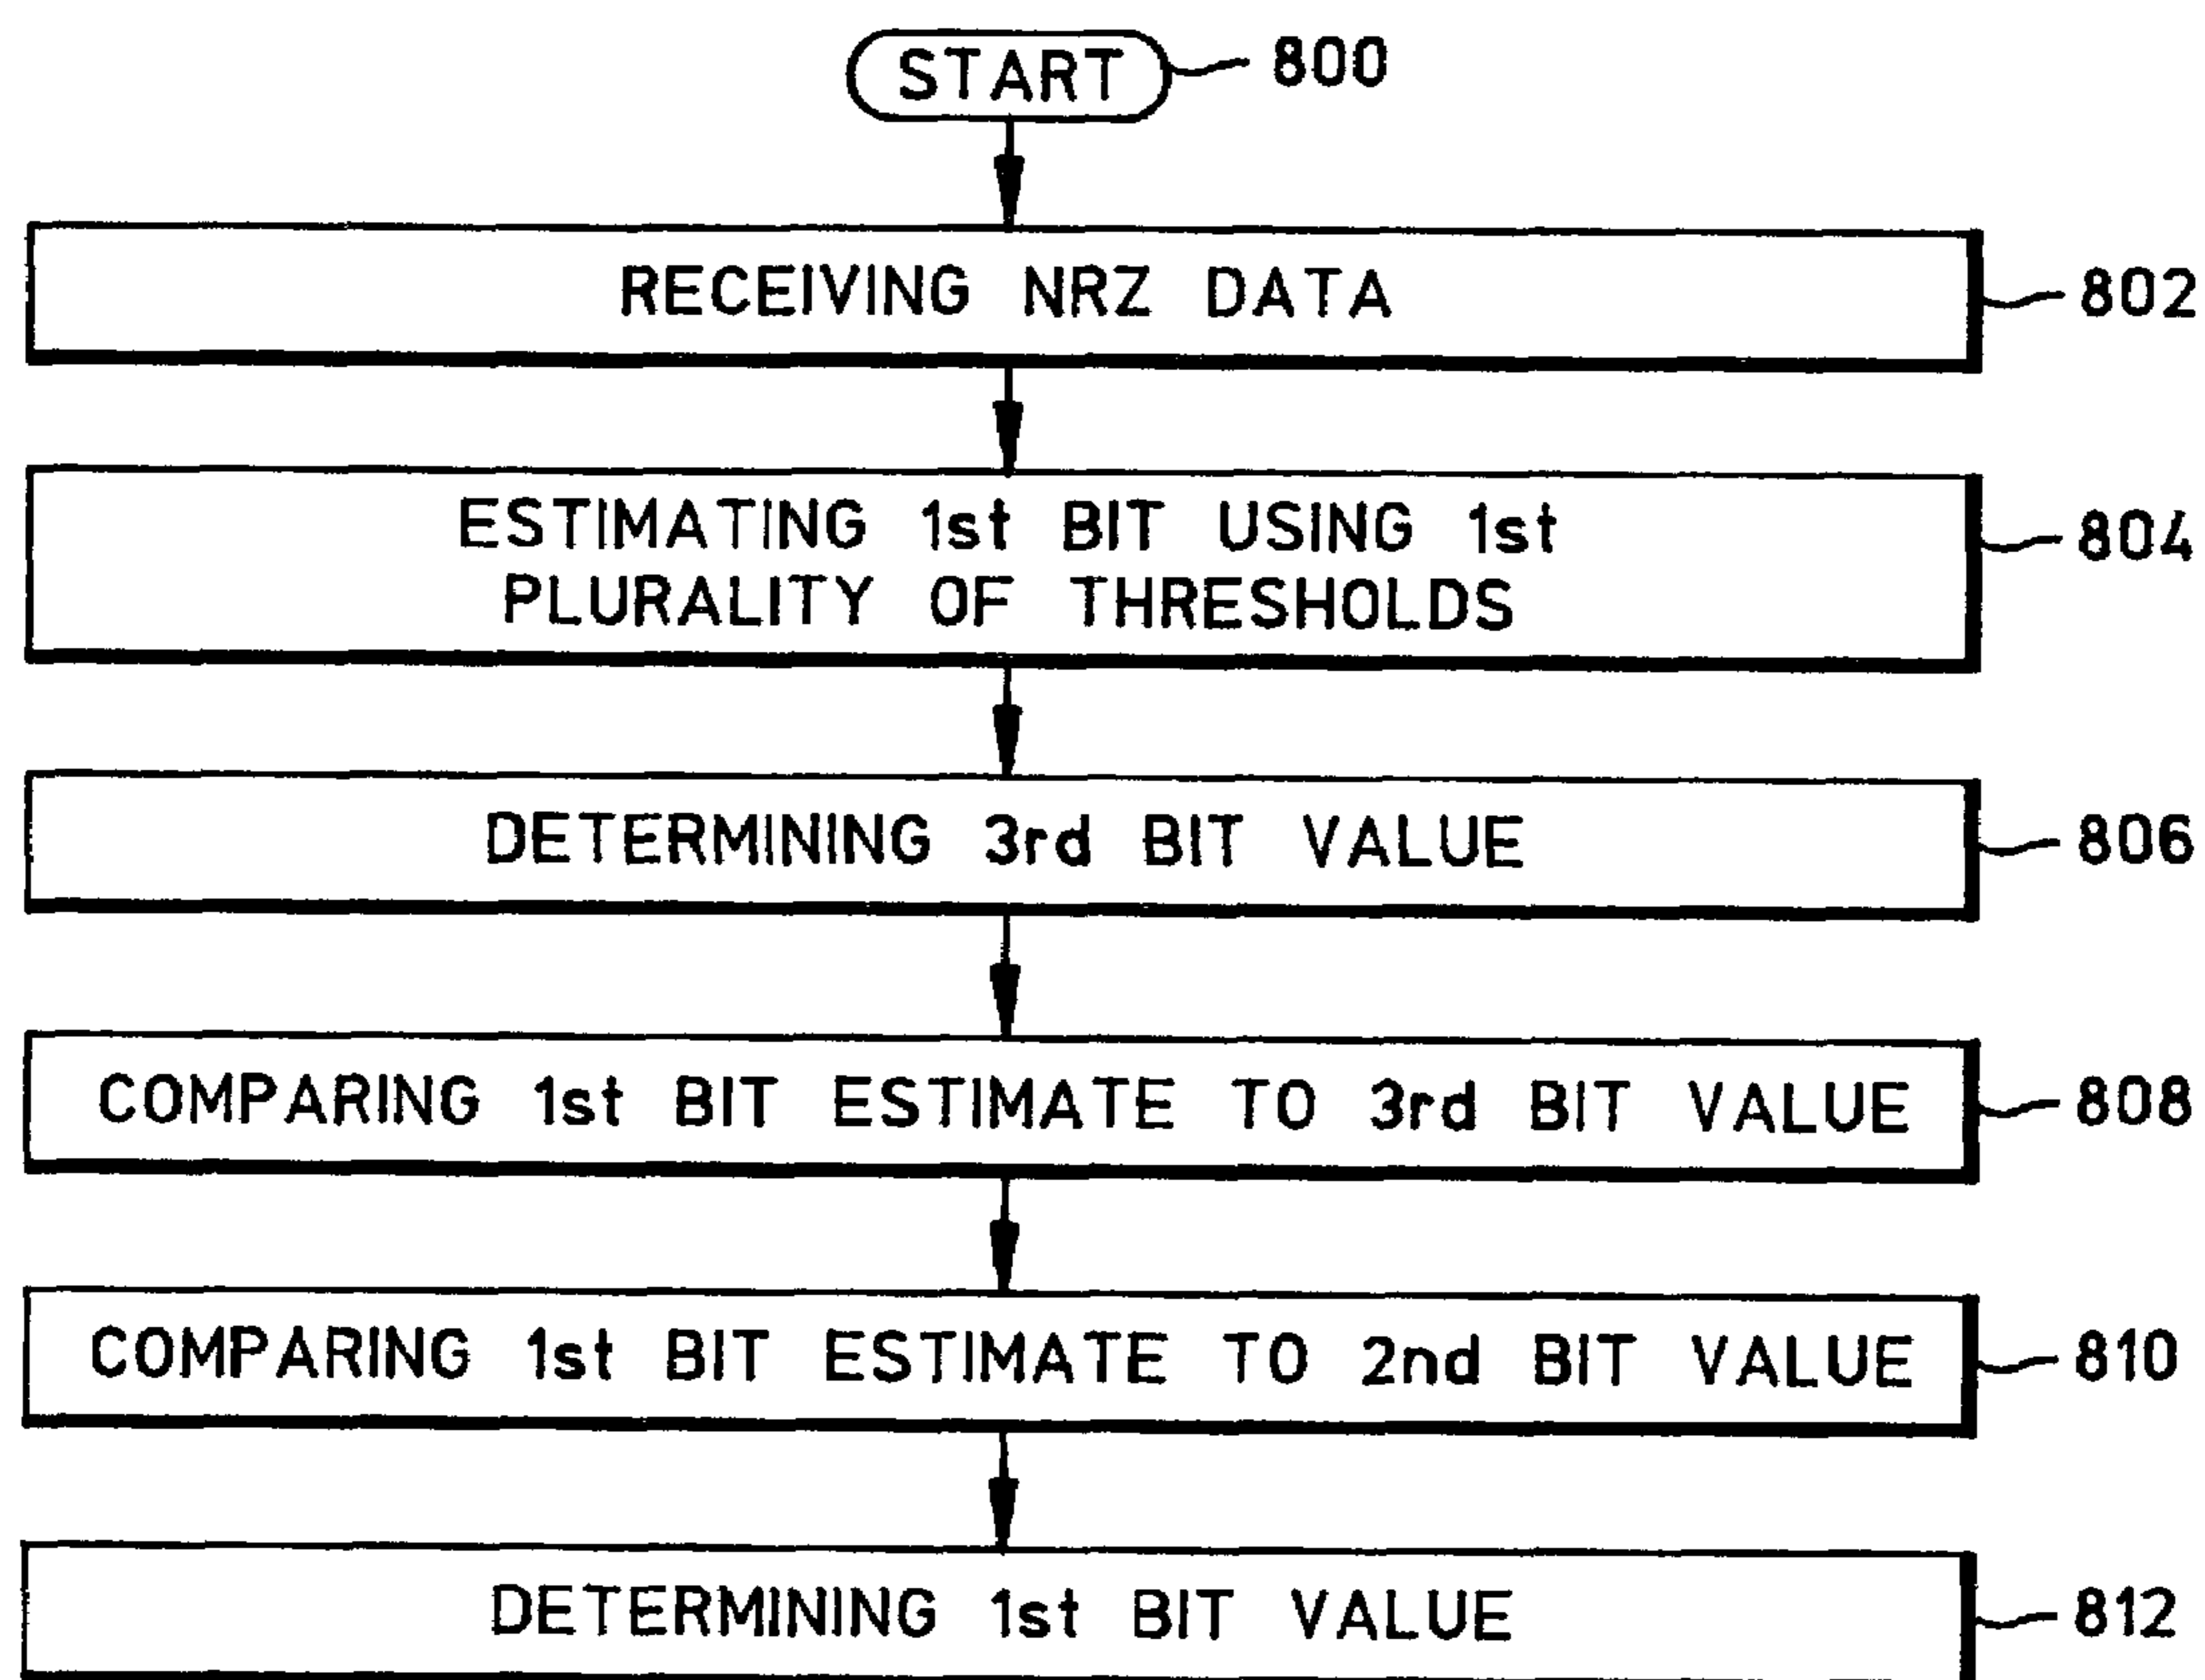 START 800
RECEIVING NRZ DATA 802
ESTIMATING 1st BIT USING 1st
PLURALITY OF THRESHOLDS 804
DETERMINING 3rd BIT VALUE 806
COMPARING 1st BIT ESTIMATE TO 3rd BIT VALUE 808
COMPARING 1st BIT ESTIMATE TO 2nd BIT VALUE 810
DETERMINING 1st BIT VALUE 812